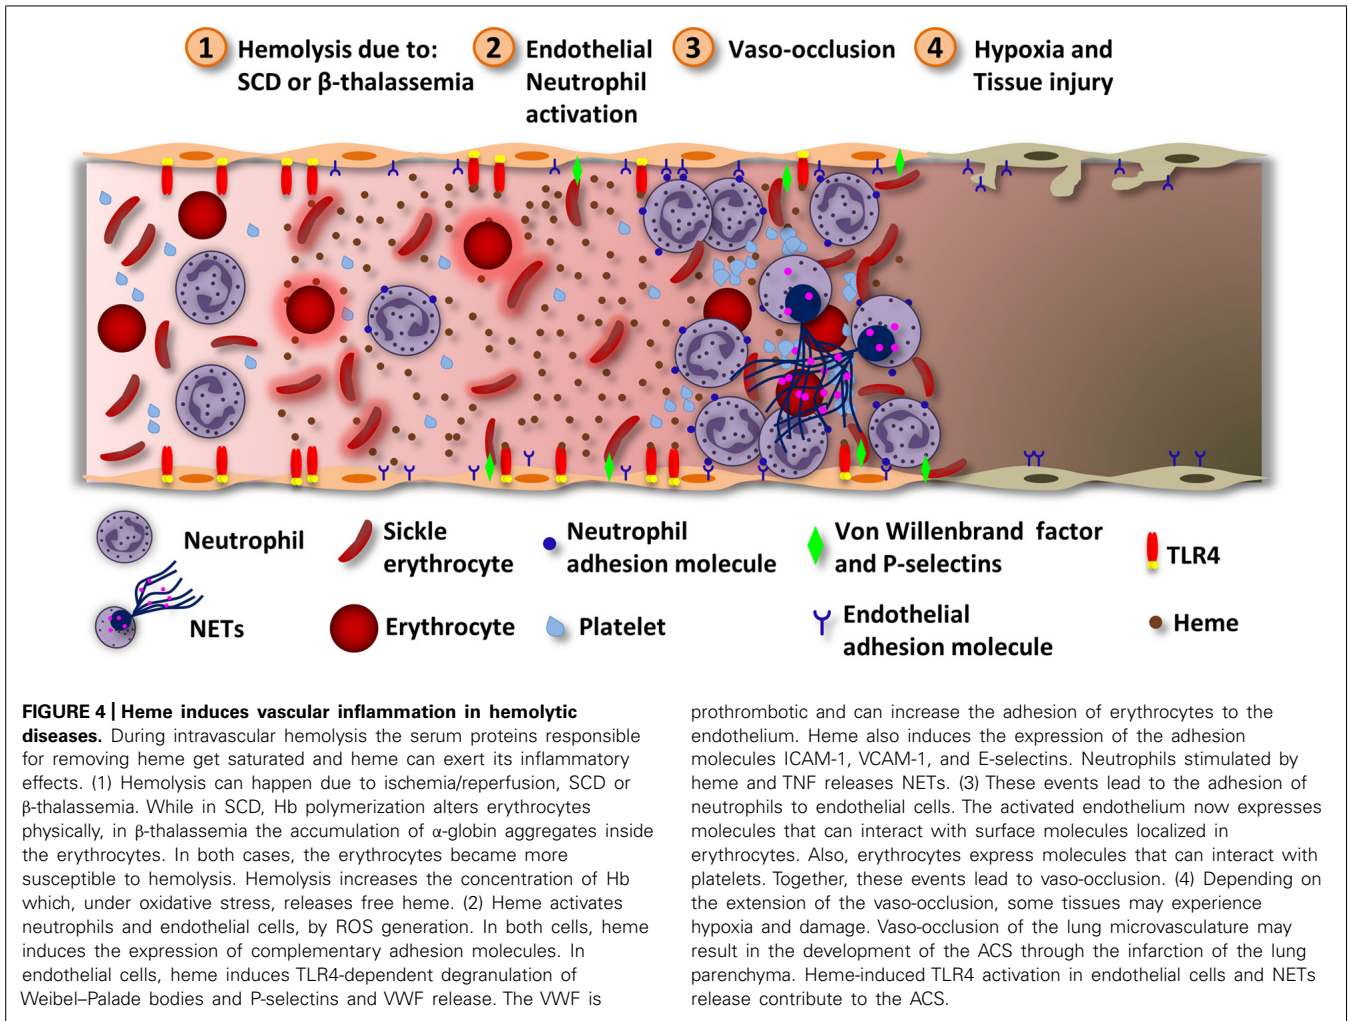 1 Hemolysis due to:
SCD or β-thalassemia
2 Endothelial
Neutrophil
activation
3 Vaso-occlusion
4 Hypoxia and
Tissue injury
Neutrophil
Sickle
erythrocyte
Neutrophil
adhesion molecule
Von Willenbrand factor
and P-selectins
TLR4
NETs
Erythrocyte
Platelet
Endothelial
adhesion molecule
Heme
FIGURE 4 | Heme induces vascular inflammation in hemolytic
diseases. During intravascular hemolysis the serum proteins responsible
for removing heme get saturated and heme can exert its inflammatory
effects. (1) Hemolysis can happen due to ischemia/reperfusion, SCD or
β-thalassemia. While in SCD, Hb polymerization alters erythrocytes
physically, in β-thalassemia the accumulation of α-globin aggregates inside
the erythrocytes. In both cases, the erythrocytes became more
susceptible to hemolysis. Hemolysis increases the concentration of Hb
which, under oxidative stress, releases free heme. (2) Heme activates
neutrophils and endothelial cells, by ROS generation. In both cells, heme
induces the expression of complementary adhesion molecules. In
endothelial cells, heme induces TLR4-dependent degranulation of
Weibel–Palade bodies and P-selectins and VWF release. The VWF is
prothrombotic and can increase the adhesion of erythrocytes to the
endothelium. Heme also induces the expression of the adhesion
molecules ICAM-1, VCAM-1, and E-selectins. Neutrophils stimulated by
heme and TNF releases NETs. (3) These events lead to the adhesion of
neutrophils to endothelial cells. The activated endothelium now expresses
molecules that can interact with surface molecules localized in
erythrocytes. Also, erythrocytes express molecules that can interact with
platelets. Together, these events lead to vaso-occlusion. (4) Depending on
the extension of the vaso-occlusion, some tissues may experience
hypoxia and damage. Vaso-occlusion of the lung microvasculature may
result in the development of the ACS through the infarction of the lung
parenchyma. Heme-induced TLR4 activation in endothelial cells and NETs
release contribute to the ACS.